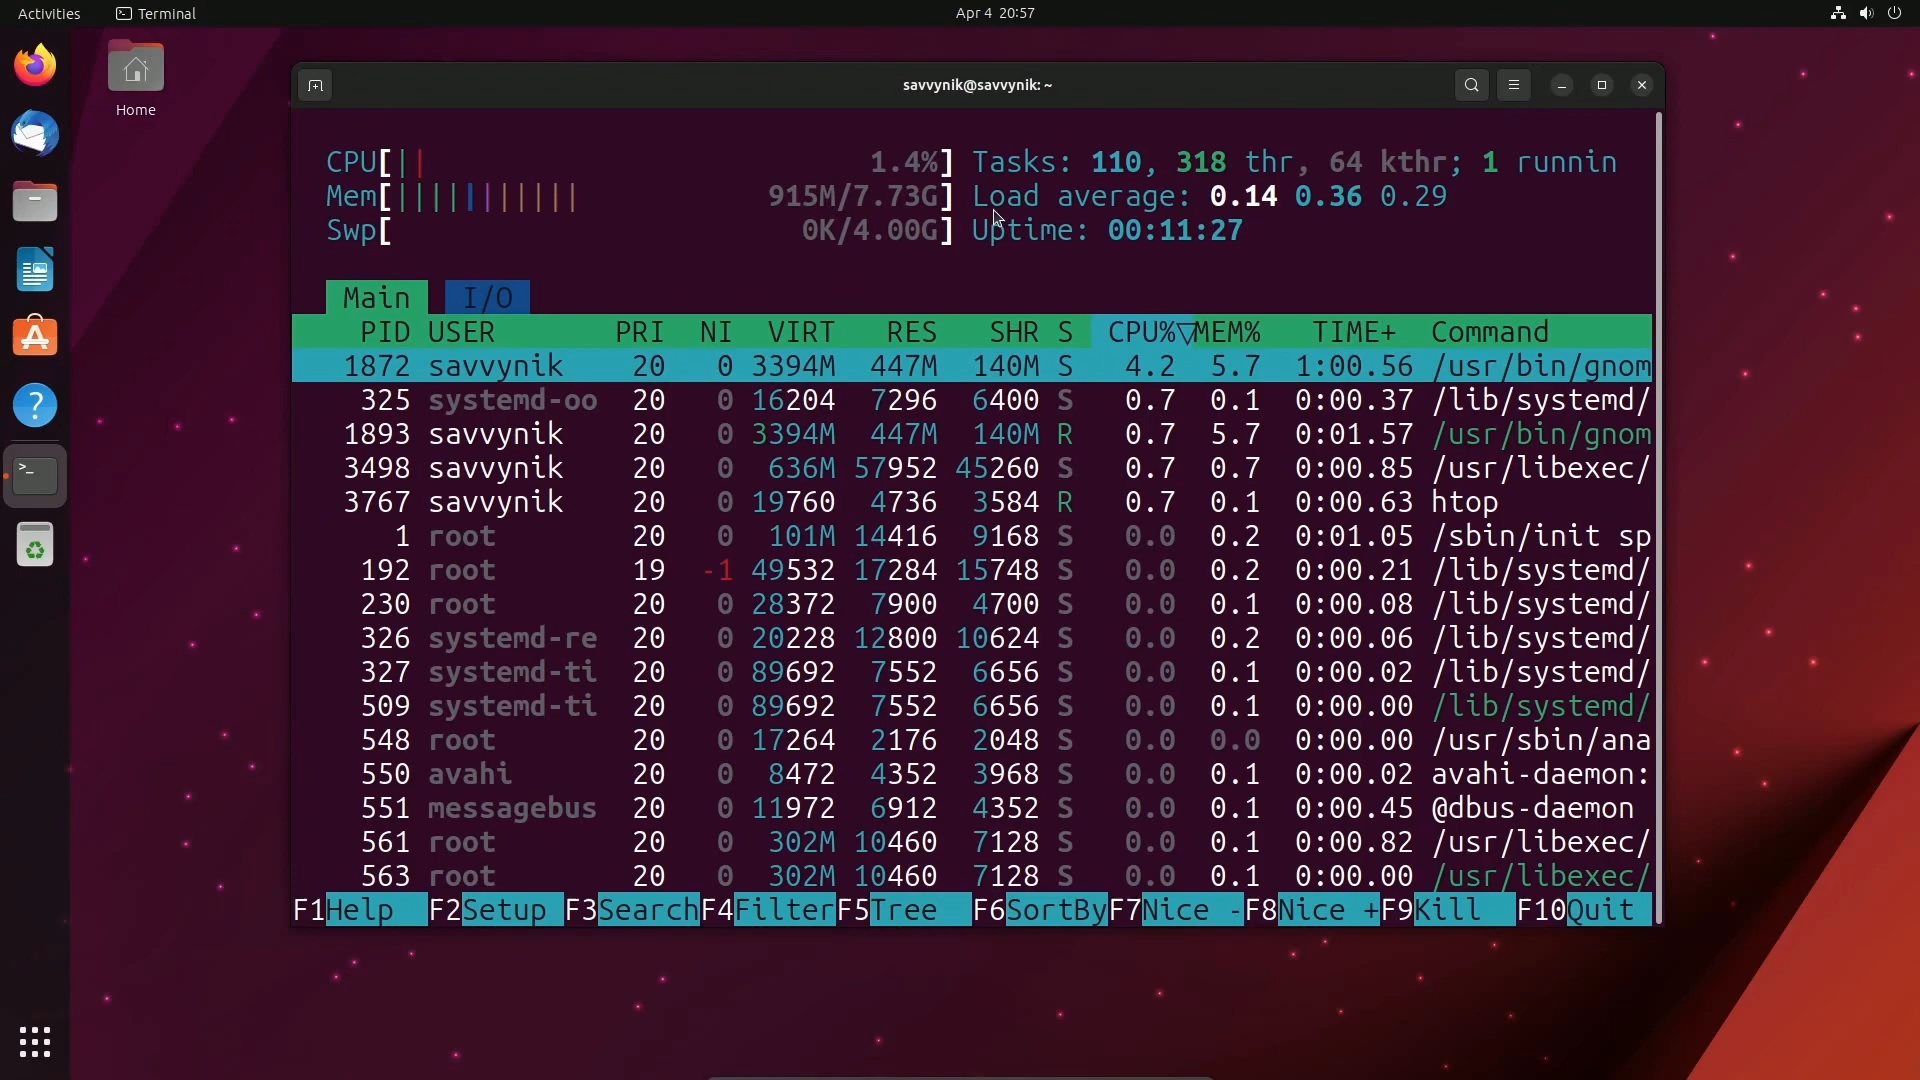 Activities Terminal Apr 4 20:57
Home
savvynik@savvynik: ~
CPU[|| 1.4%] Tasks: 110, 318 thr, 64 kthr; 1 runnin
Mem[||||||||||| 915M/7.73G] Load average: 0.14 0.36 0.29
Swp[ 0K/4.00G] Uptime: 00:11:27
Main I/O
PID USER PRI NI VIRT RES SHR S CPU%▽MEM% TIME+ Command
1872 savvynik 20 0 3394M 447M 140M S 4.2 5.7 1:00.56 /usr/bin/gnom
325 systemd-oo 20 0 16204 7296 6400 S 0.7 0.1 0:00.37 /lib/systemd/
1893 savvynik 20 0 3394M 447M 140M R 0.7 5.7 0:01.57 /usr/bin/gnom
3498 savvynik 20 0 636M 57952 45260 S 0.7 0.7 0:00.85 /usr/libexec/
3767 savvynik 20 0 19760 4736 3584 R 0.7 0.1 0:00.63 htop
1 root 20 0 101M 14416 9168 S 0.0 0.2 0:01.05 /sbin/init sp
192 root 19 -1 49532 17284 15748 S 0.0 0.2 0:00.21 /lib/systemd/
230 root 20 0 28372 7900 4700 S 0.0 0.1 0:00.08 /lib/systemd/
326 systemd-re 20 0 20228 12800 10624 S 0.0 0.2 0:00.06 /lib/systemd/
327 systemd-ti 20 0 89692 7552 6656 S 0.0 0.1 0:00.02 /lib/systemd/
509 systemd-ti 20 0 89692 7552 6656 S 0.0 0.1 0:00.00 /lib/systemd/
548 root 20 0 17264 2176 2048 S 0.0 0.0 0:00.00 /usr/sbin/ana
550 avahi 20 0 8472 4352 3968 S 0.0 0.1 0:00.02 avahi-daemon:
551 messagebus 20 0 11972 6912 4352 S 0.0 0.1 0:00.45 @dbus-daemon
561 root 20 0 302M 10460 7128 S 0.0 0.1 0:00.82 /usr/libexec/
563 root 20 0 302M 10460 7128 S 0.0 0.1 0:00.00 /usr/libexec/
F1Help F2Setup F3SearchF4FilterF5Tree F6SortByF7Nice -F8Nice +F9Kill F10Quit